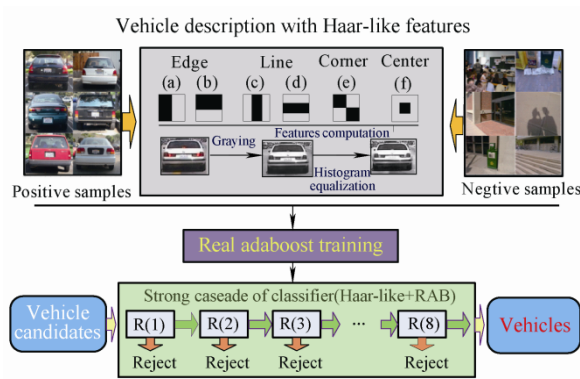 Vehicle description with Haar-like features
Edge Line Corner Center
(a) (b) (c) (d) (e) (f)
Graying
Features computation
Histogram
equalization
Positive samples
Negtive samples
Real adaboost training
Strong caseade of classifier(Haar-like+RAB)
Vehicle
candidates
R(1) R(2) R(3) ... R(8)
Vehicles
Reject Reject Reject Reject